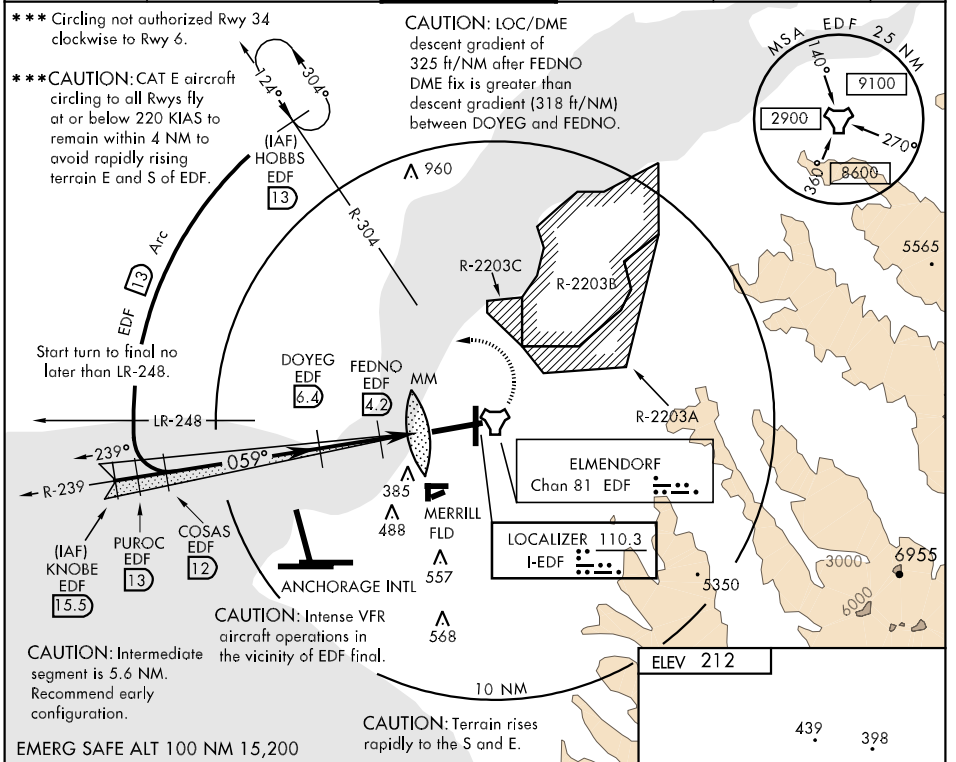 *** Circling not authorized Rwy 34
clockwise to Rwy 6.
***CAUTION: CAT E aircraft
circling to all Rwys fly
at or below 220 KIAS to
remain within 4 NM to
avoid rapidly rising
terrain E and S of EDF.
CAUTION: LOC/DME
descent gradient of
325 ft/NM after FEDNO
DME fix is greater than
descent gradient (318 ft/NM)
between DOYEG and FEDNO.
MSA EDF 25 NM
140°
9100
2900
270°
360°
8600
124°
304°
(IAF)
HOBBS
EDF
13
R-304
960
5565
R-2203C
R-2203B
R-2203A
EDF 13 Arc
Start turn to final no
later than LR-248.
LR-248
DOYEG
EDF
6.4
FEDNO
EDF
4.2
MM
239°
059°
R-239
ELMENDORF
Chan 81 EDF
LOCALIZER 110.3
I-EDF
385
488
MERRILL
FLD
557
568
(IAF)
KNOBE
EDF
15.5
PUROC
EDF
13
COSAS
EDF
12
ANCHORAGE INTL
3000
6955
5350
6000
CAUTION: Intense VFR
aircraft operations in
the vicinity of EDF final.
CAUTION: Intermediate
segment is 5.6 NM.
Recommend early
configuration.
10 NM
CAUTION: Terrain rises
rapidly to the S and E.
EMERG SAFE ALT 100 NM 15,200
ELEV 212
439
398